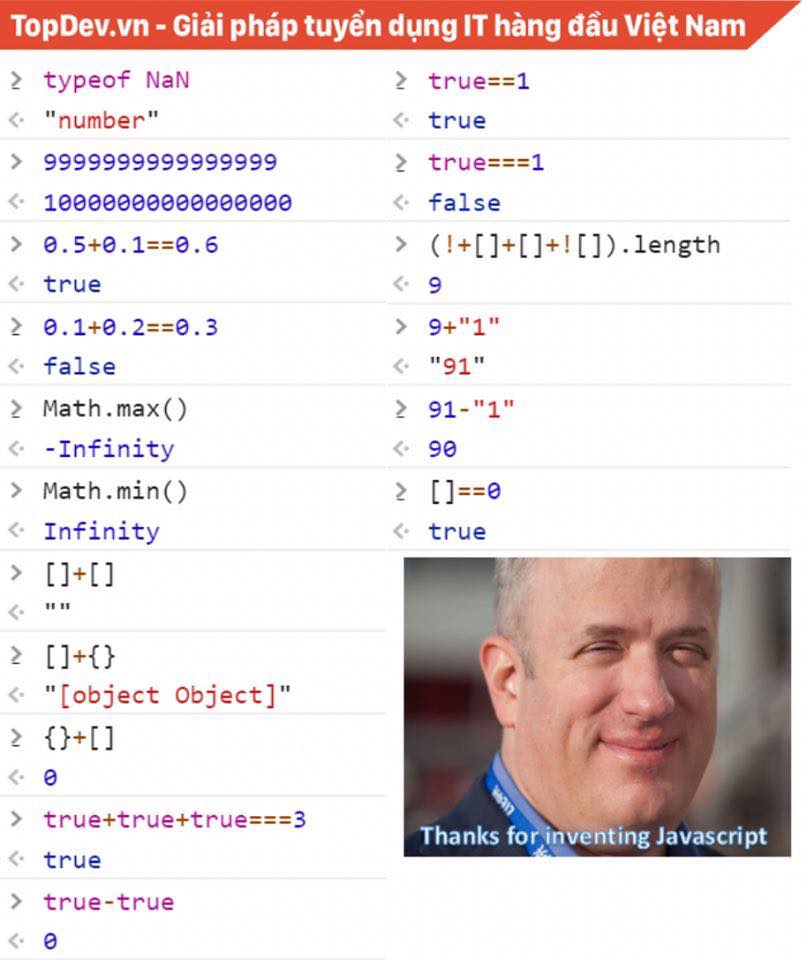 TopDev.vn - Giải pháp tuyển dụng IT hàng đầu Việt Nam
> typeof NaN
<· "number"
> 9999999999999999
<· 10000000000000000
> 0.5+0.1==0.6
<· true
> 0.1+0.2==0.3
<· false
> Math.max()
<· -Infinity
> Math.min()
<· Infinity
> []+[]
<· ""
> []+{}
<· "[object Object]"
> {}+[]
<· 0
> true+true+true===3
<· true
> true-true
<· 0
> true==1
<· true
> true===1
<· false
> (!+[]+[]+![]).length
<· 9
> 9+"1"
<· "91"
> 91-"1"
<· 90
> []==0
<· true
Thanks for inventing Javascript